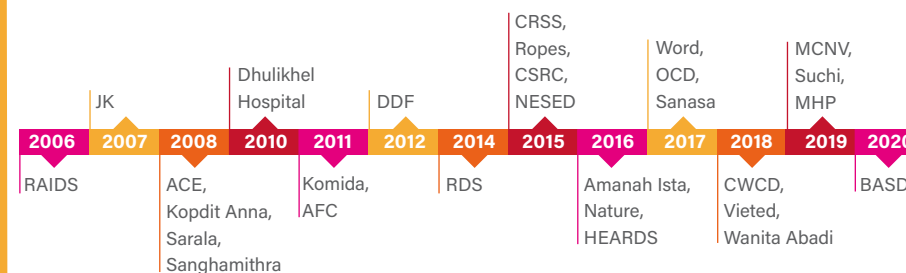 CRSS,
Ropes,
CSRC,
NESED
Word,
OCD,
Sanasa
MCNV,
Suchi,
MHP
Dhulikhel
Hospital
JK
DDF
2006 2007 2008 2010 2011 2012 2014 2015 2016 2017 2018 2019 2020
RAIDS
ACE,
Kopdit Anna,
Sarala,
Sanghamithra
Komida,
AFC
RDS
Amanah Ista,
Nature,
HEARDS
CWCD,
Vieted,
Wanita Abadi
BASD